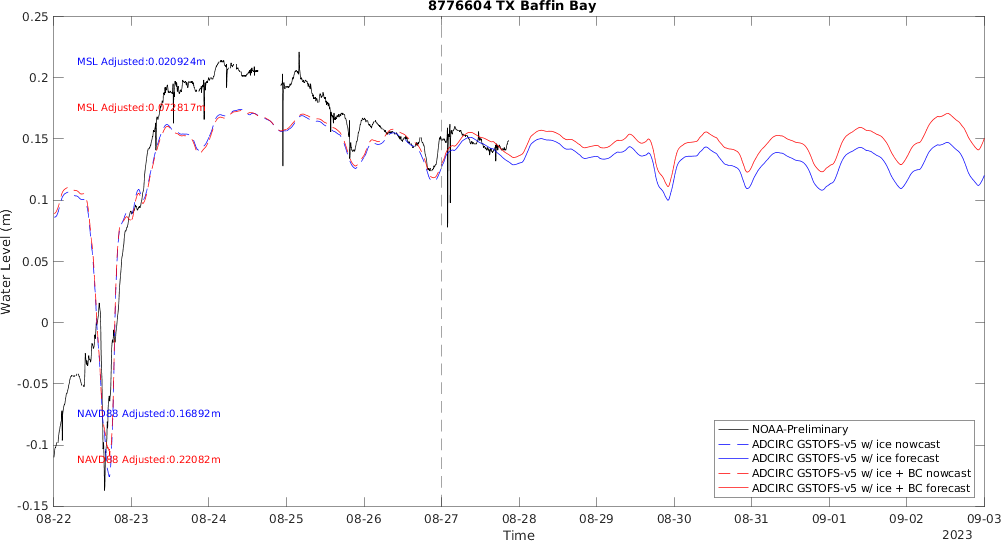 8776604 TX Baffin Bay
0.25
0.2
0.15
0.1
0.05
0
-0.05
-0.1
-0.15
Water Level (m)
MSL Adjusted:0.020924m
MSL Adjusted:0.072817m
NAVD88 Adjusted:0.16892m
NAVD88 Adjusted:0.22082m
NOAA-Preliminary
ADCIRC GSTOFS-v5 w/ ice nowcast
ADCIRC GSTOFS-v5 w/ ice forecast
ADCIRC GSTOFS-v5 w/ ice + BC nowcast
ADCIRC GSTOFS-v5 w/ ice + BC forecast
08-22 08-23 08-24 08-25 08-26 08-27 08-28 08-29 08-30 08-31 09-01 09-02 09-03
Time
2023